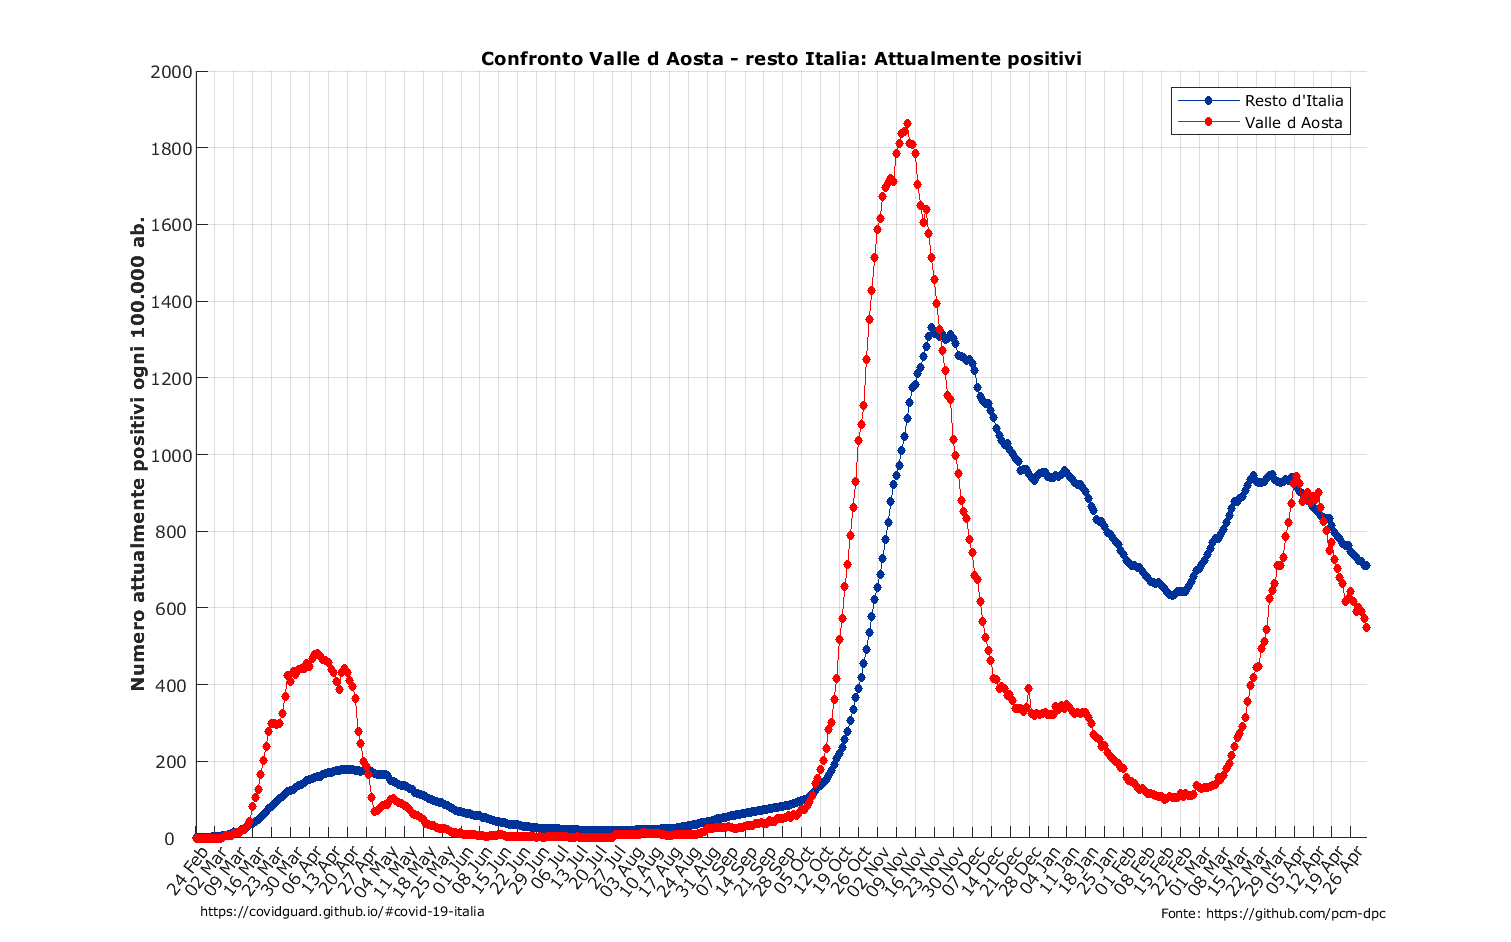 Confronto Valle d Aosta - resto Italia: Attualmente positivi
Numero attualmente positivi ogni 100.000 ab.
2000
1800
1600
1400
1200
1000
800
600
400
200
0
Resto d'Italia
Valle d Aosta
24 Feb
02 Mar
09 Mar
16 Mar
23 Mar
30 Mar
06 Apr
13 Apr
20 Apr
27 Apr
04 May
11 May
18 May
25 May
01 Jun
08 Jun
15 Jun
22 Jun
29 Jun
06 Jul
13 Jul
20 Jul
27 Jul
03 Aug
10 Aug
17 Aug
24 Aug
31 Aug
07 Sep
14 Sep
21 Sep
28 Sep
05 Oct
12 Oct
19 Oct
26 Oct
02 Nov
09 Nov
16 Nov
23 Nov
30 Nov
07 Dec
14 Dec
21 Dec
28 Dec
04 Jan
11 Jan
18 Jan
25 Jan
01 Feb
08 Feb
15 Feb
22 Feb
01 Mar
08 Mar
15 Mar
22 Mar
29 Mar
05 Apr
12 Apr
19 Apr
26 Apr
https://covidguard.github.io/#covid-19-italia
Fonte: https://github.com/pcm-dpc